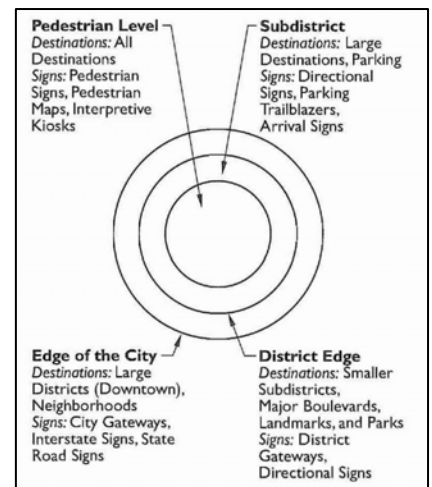 Pedestrian Level
Destinations: All
Destinations
Signs: Pedestrian
Signs, Pedestrian
Maps, Interpretive
Kiosks
Subdistrict
Destinations: Large
Destinations, Parking
Signs: Directional
Signs, Parking
Trailblazers,
Arrival Signs
Edge of the City
Destinations: Large
Districts (Downtown),
Neighborhoods
Signs: City Gateways,
Interstate Signs, State
Road Signs
District Edge
Destinations: Smaller
Subdistricts,
Major Boulevards,
Landmarks, and Parks
Signs: District
Gateways,
Directional Signs